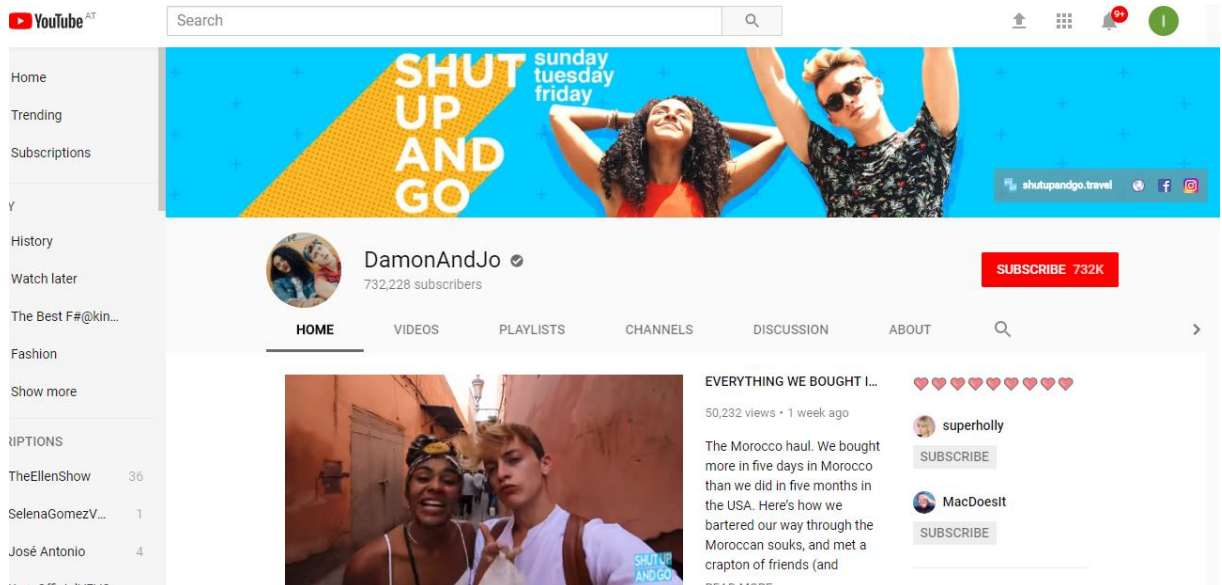 YouTube AT
Search
9+
I
Home
Trending
Subscriptions
Y
History
Watch later
The Best F#@kin...
Fashion
Show more
RIPTIONS
TheEllenShow 36
SelenaGomezV... 1
José Antonio 4
SHUT
UP
AND
GO
sunday
tuesday
friday
shutupandgo.travel
DamonAndJo
732,228 subscribers
SUBSCRIBE 732K
HOME VIDEOS PLAYLISTS CHANNELS DISCUSSION ABOUT
SHUT UP
AND GO
EVERYTHING WE BOUGHT I...
50,232 views • 1 week ago
The Morocco haul. We bought
more in five days in Morocco
than we did in five months in
the USA. Here's how we
bartered our way through the
Moroccan souks, and met a
crapton of friends (and
READ MORE
superholly
SUBSCRIBE
MacDoesIt
SUBSCRIBE